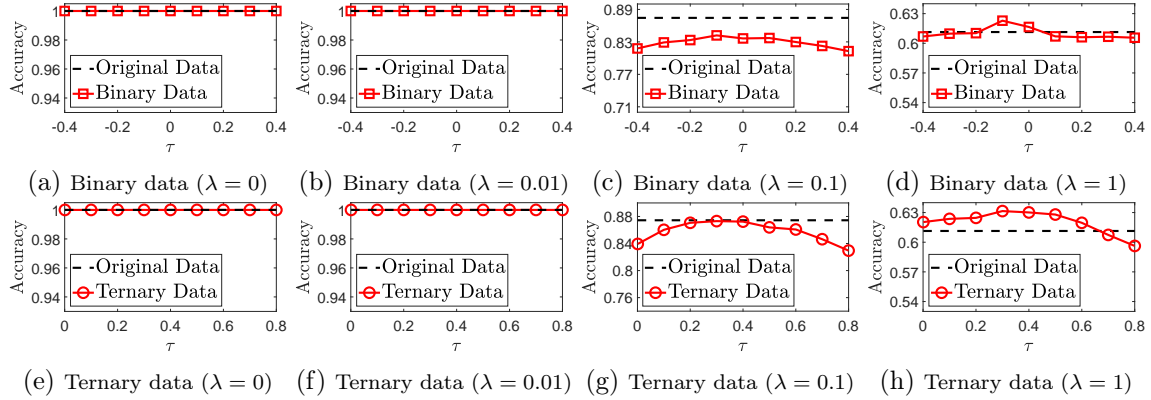 Accuracy
1
0.98
0.96
0.94
Original Data
Binary Data
-0.4 -0.2 0 0.2 0.4
τ
(a) Binary data (λ = 0)
Accuracy
1
0.98
0.96
0.94
Original Data
Binary Data
-0.4 -0.2 0 0.2 0.4
τ
(b) Binary data (λ = 0.01)
Accuracy
0.89
0.83
0.77
0.71
Original Data
Binary Data
-0.4 -0.2 0 0.2 0.4
τ
(c) Binary data (λ = 0.1)
Accuracy
0.63
0.6
0.57
0.54
Original Data
Binary Data
-0.4 -0.2 0 0.2 0.4
τ
(d) Binary data (λ = 1)
Accuracy
1
0.98
0.96
0.94
Original Data
Ternary Data
0 0.2 0.4 0.6 0.8
τ
(e) Ternary data (λ = 0)
Accuracy
1
0.98
0.96
0.94
Original Data
Ternary Data
0 0.2 0.4 0.6 0.8
τ
(f) Ternary data (λ = 0.01)
Accuracy
0.88
0.84
0.8
0.76
Original Data
Ternary Data
0 0.2 0.4 0.6 0.8
τ
(g) Ternary data (λ = 0.1)
Accuracy
0.63
0.6
0.57
0.54
Original Data
Ternary Data
0 0.2 0.4 0.6 0.8
τ
(h) Ternary data (λ = 1)